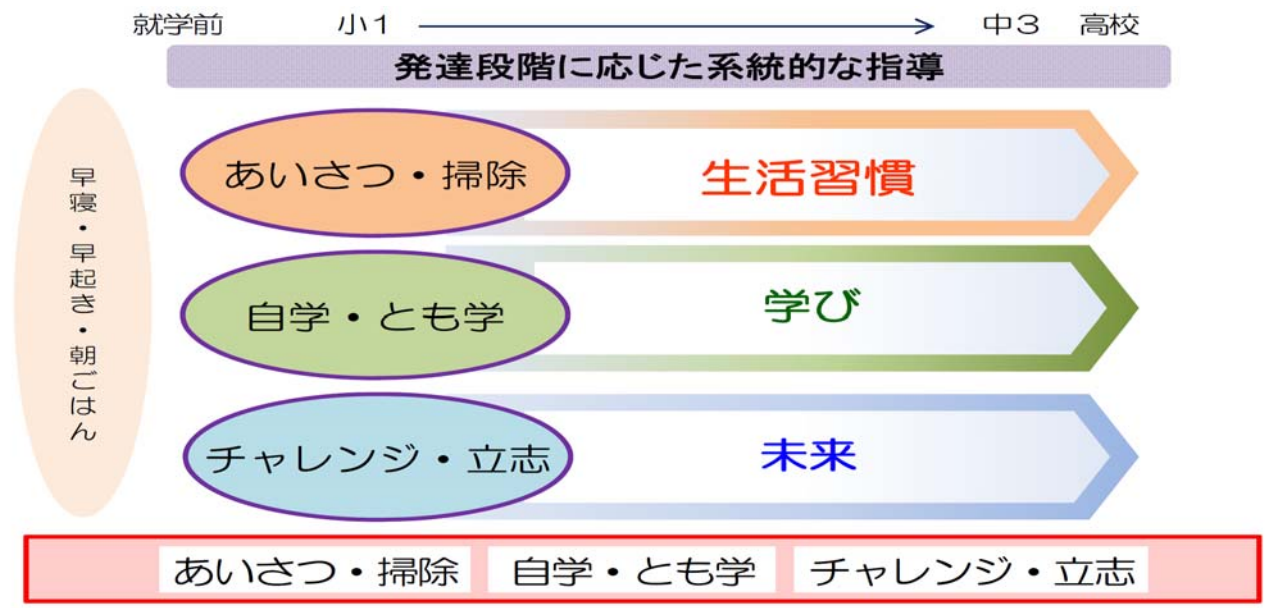 就学前 小1 中3 高校
発達段階に応じた系統的な指導
早寝・早起き・朝ごはん
あいさつ・掃除 生活習慣
自学・とも学 学び
チャレンジ・立志 未来
あいさつ・掃除 自学・とも学 チャレンジ・立志